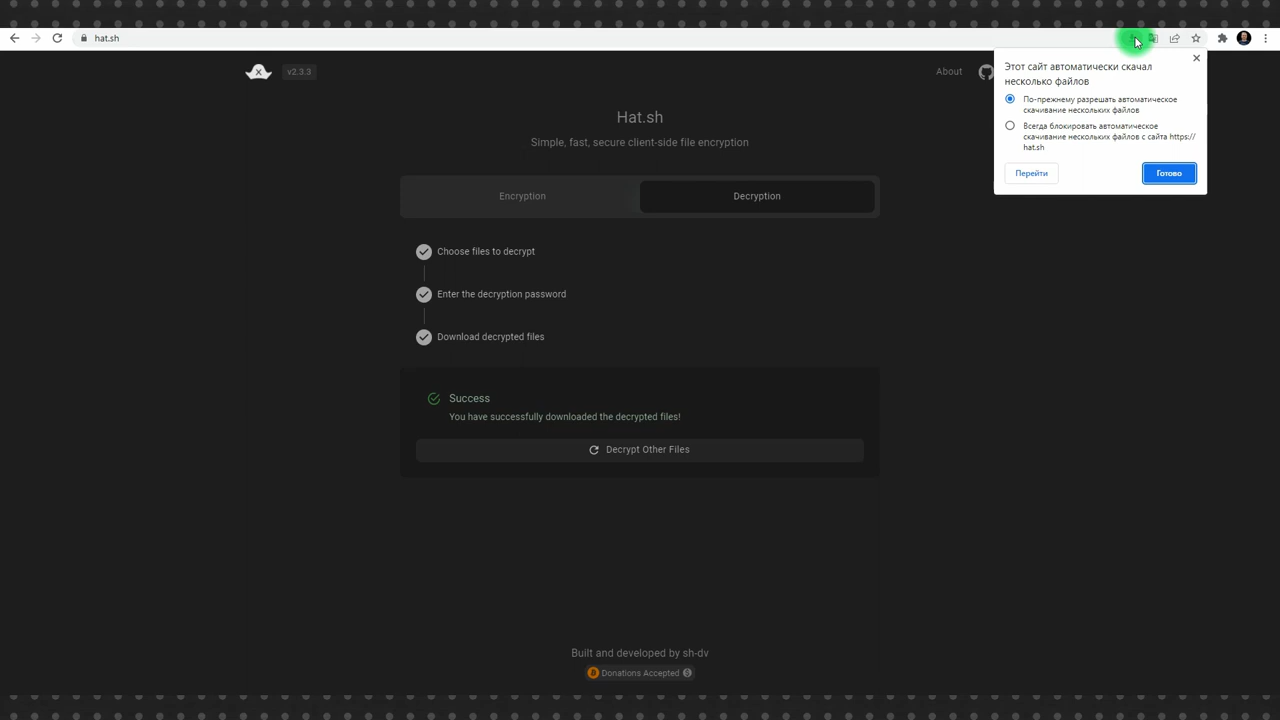 hat.sh
v2.3.3
About
Этот сайт автоматически скачал
несколько файлов
По-прежнему разрешать автоматическое
скачивание нескольких файлов
Всегда блокировать автоматическое
скачивание нескольких файлов с сайта https://
hat.sh
Перейти
Готово
Hat.sh
Simple, fast, secure client-side file encryption
Encryption
Decryption
Choose files to decrypt
Enter the decryption password
Download decrypted files
Success
You have successfully downloaded the decrypted files!
Decrypt Other Files
Built and developed by sh-dv
Donations Accepted